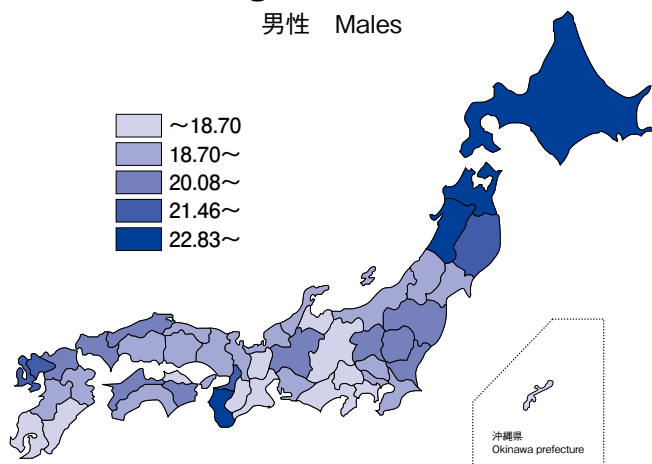 男性 Males
～18.70
18.70～
20.08～
21.46～
22.83～
沖縄県
Okinawa prefecture